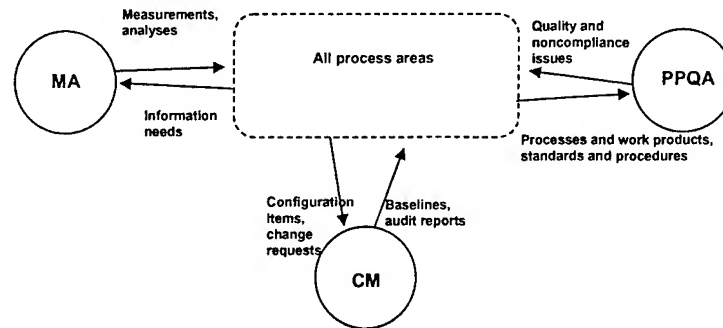 Measurements,
analyses
MA
Information
needs
All process areas
Quality and
noncompliance
issues
PPQA
Processes and work products,
standards and procedures
Configuration
items,
change
requests
Baselines,
audit reports
CM